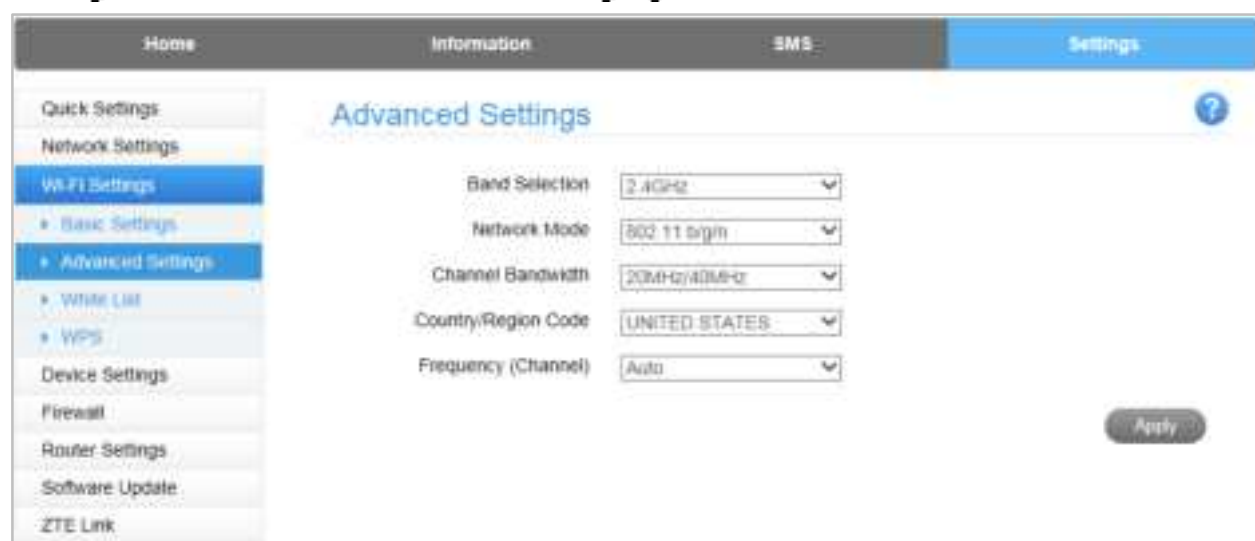 Home Information SMS Settings
Quick Settings
Network Settings
Wi-Fi Settings
Basic Settings
Advanced Settings
White List
WPS
Device Settings
Firewall
Router Settings
Software Update
ZTE Link
Advanced Settings
?
Band Selection 2.4GHz
Network Mode 802.11 b/g/n
Channel Bandwidth 20MHz/40MHz
Country/Region Code UNITED STATES
Frequency (Channel) Auto
Apply